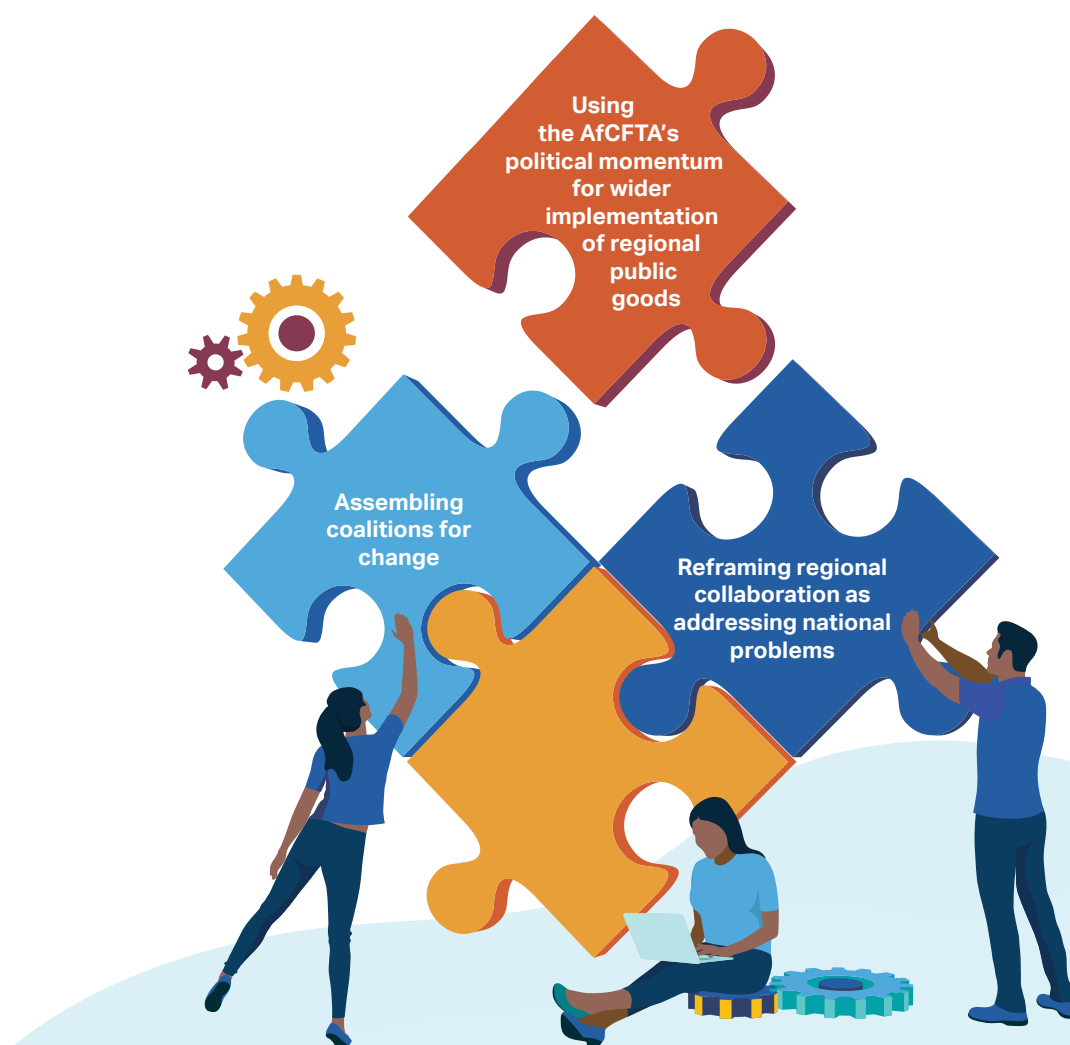 Using
the AfCFTA's
political momentum
for wider
implementation
of regional
public
goods
Assembling
coalitions for
change
Reframing regional
collaboration as
addressing national
problems